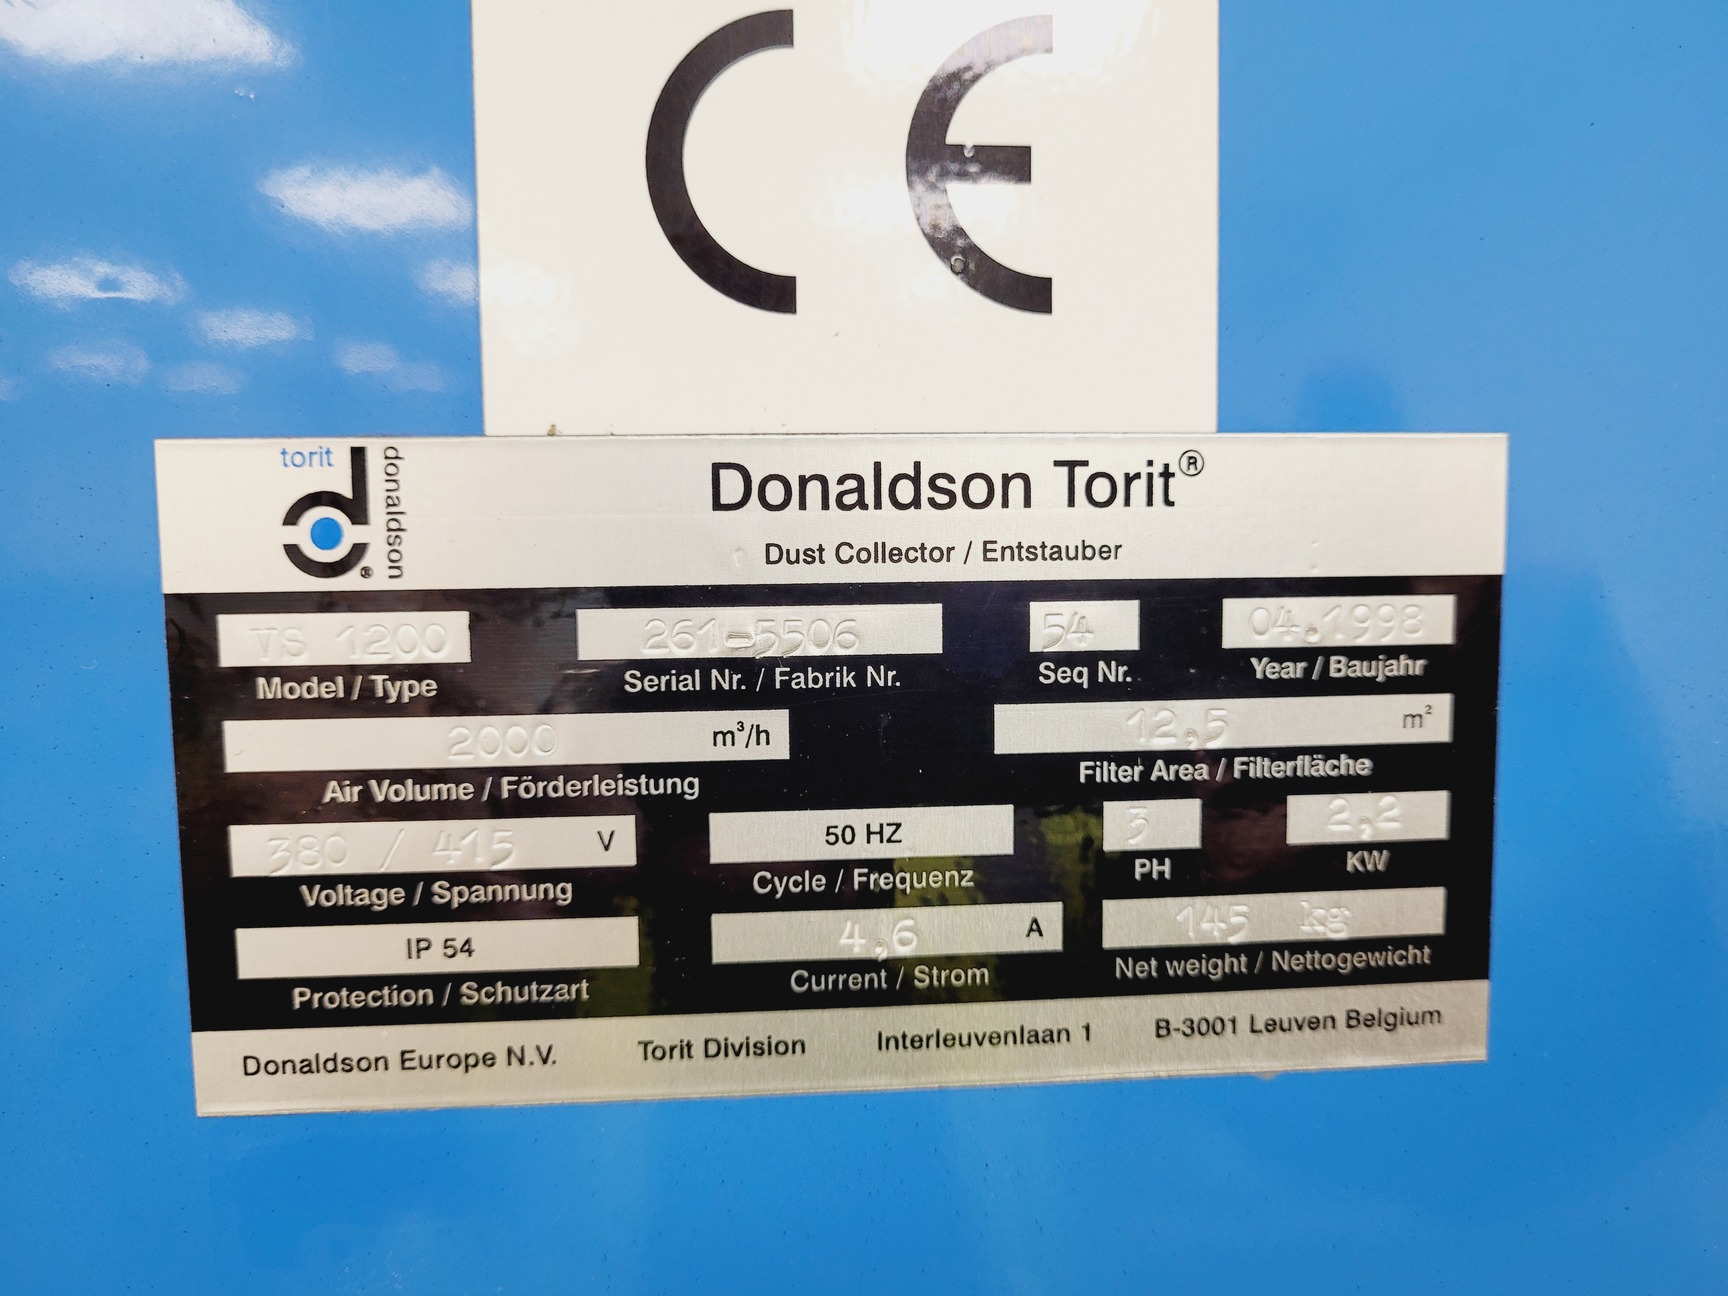 CE
torit
donaldson
Donaldson Torit®
Dust Collector / Entstauber
VS 1200 261-5506 54 04.1998
Model / Type Serial Nr. / Fabrik Nr. Seq Nr. Year / Baujahr
2000 m³/h 12,5 m²
Air Volume / Förderleistung Filter Area / Filterfläche
380 / 415 V 50 HZ 3 2,2
Voltage / Spannung Cycle / Frequenz PH KW
IP 54 4,6 A 145 kg
Protection / Schutzart Current / Strom Net weight / Nettogewicht
Donaldson Europe N.V. Torit Division Interleuvenlaan 1 B-3001 Leuven Belgium